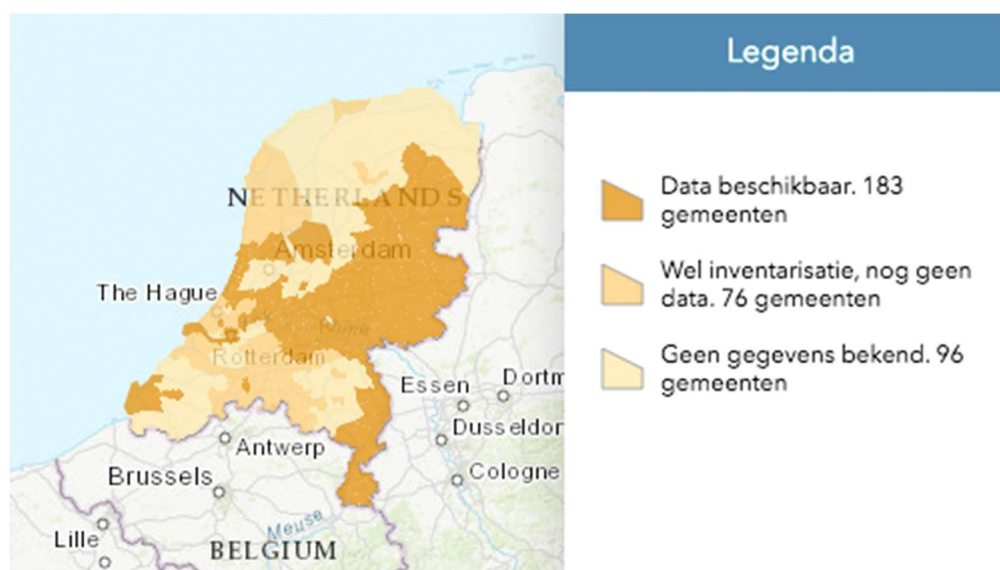 Legenda
NETHERLANDS
Amsterdam
The Hague
Rhine
Rotterdam
Essen
Dortm
Dusseldor
Antwerp
Brussels
Cologne
Meuse
Lille
BELGIUM
Data beschikbaar. 183
gemeenten
Wel inventarisatie, nog geen
data. 76 gemeenten
Geen gegevens bekend. 96
gemeenten